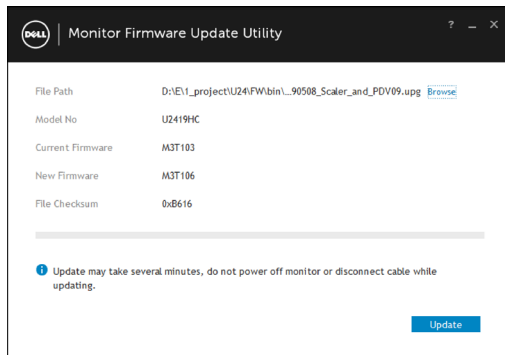 DELL Monitor Firmware Update Utility ? _ X
File Path D:\E\1_project\U24\FW\bin\...90508_Scaler_and_PDV09.upg Browse
Model No U2419HC
Current Firmware M3T103
New Firmware M3T106
File Checksum 0xB616
Update may take several minutes, do not power off monitor or disconnect cable while
updating.
Update